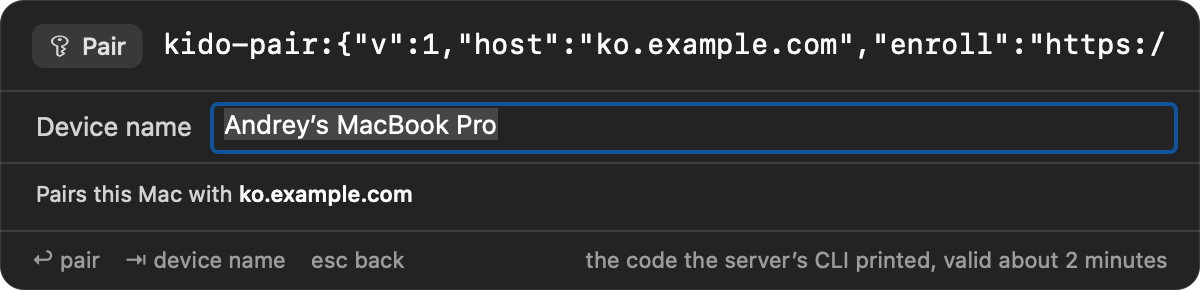 Pair kido-pair:{"v":1,"host":"ko.example.com","enroll":"https:/
Device name Andrey’s MacBook Pro
Pairs this Mac with ko.example.com
↩ pair ⇥ device name esc back the code the server’s CLI printed, valid about 2 minutes